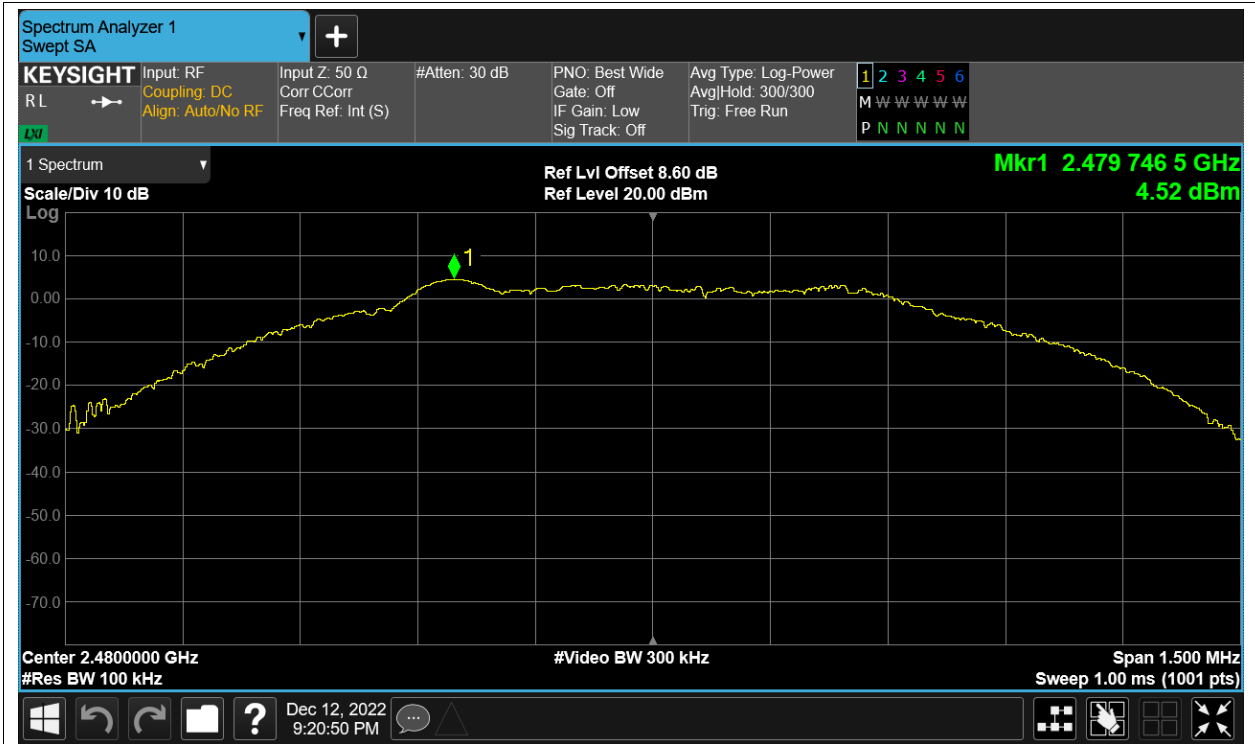 Spectrum Analyzer 1
Swept SA
+
KEYSIGHT
R L
LXI
Input: RF
Coupling: DC
Align: Auto/No RF
Input Z: 50 Ω
Corr CCorr
Freq Ref: Int (S)
#Atten: 30 dB
PNO: Best Wide
Gate: Off
IF Gain: Low
Sig Track: Off
Avg Type: Log-Power
Avg|Hold: 300/300
Trig: Free Run
1 2 3 4 5 6
M W W W W W
P N N N N N
1 Spectrum
Scale/Div 10 dB
Log
Ref Lvl Offset 8.60 dB
Ref Level 20.00 dBm
Mkr1 2.479 746 5 GHz
4.52 dBm
1
10.0
0.00
-10.0
-20.0
-30.0
-40.0
-50.0
-60.0
-70.0
Center 2.4800000 GHz
#Video BW 300 kHz
Span 1.500 MHz
#Res BW 100 kHz
Sweep 1.00 ms (1001 pts)
?
Dec 12, 2022
9:20:50 PM